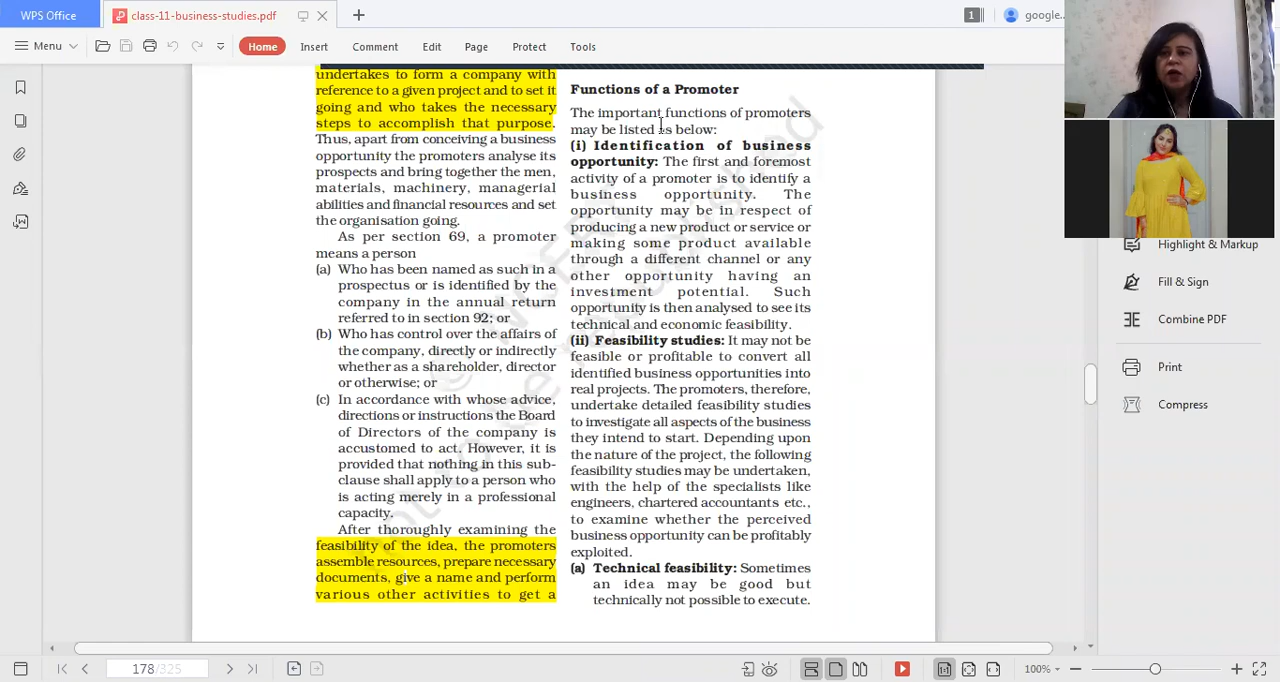 WPS Office
class-11-business-studies.pdf
1
google...
Menu
Home
Insert
Comment
Edit
Page
Protect
Tools
undertakes to form a company with
reference to a given project and to set it
going and who takes the necessary
steps to accomplish that purpose.
Thus, apart from conceiving a business
opportunity the promoters analyse its
prospects and bring together the men,
materials, machinery, managerial
abilities and financial resources and set
the organisation going.
As per section 69, a promoter
means a person
(a) Who has been named as such in a
prospectus or is identified by the
company in the annual return
referred to in section 92; or
(b) Who has control over the affairs of
the company, directly or indirectly
whether as a shareholder, director
or otherwise; or
(c) In accordance with whose advice,
directions or instructions the Board
of Directors of the company is
accustomed to act. However, it is
provided that nothing in this sub-
clause shall apply to a person who
is acting merely in a professional
capacity.
After thoroughly examining the
feasibility of the idea, the promoters
assemble resources, prepare necessary
documents, give a name and perform
various other activities to get a
Functions of a Promoter
The important functions of promoters
may be listed as below:
(i) Identification of business
opportunity: The first and foremost
activity of a promoter is to identify a
business opportunity. The
opportunity may be in respect of
producing a new product or service or
making some product available
through a different channel or any
other opportunity having an
investment potential. Such
opportunity is then analysed to see its
technical and economic feasibility.
(ii) Feasibility studies: It may not be
feasible or profitable to convert all
identified business opportunities into
real projects. The promoters, therefore,
undertake detailed feasibility studies
to investigate all aspects of the business
they intend to start. Depending upon
the nature of the project, the following
feasibility studies may be undertaken,
with the help of the specialists like
engineers, chartered accountants etc.,
to examine whether the perceived
business opportunity can be profitably
exploited.
(a) Technical feasibility: Sometimes
an idea may be good but
technically not possible to execute.
Highlight & Markup
Fill & Sign
Combine PDF
Print
Compress
178/325
100%